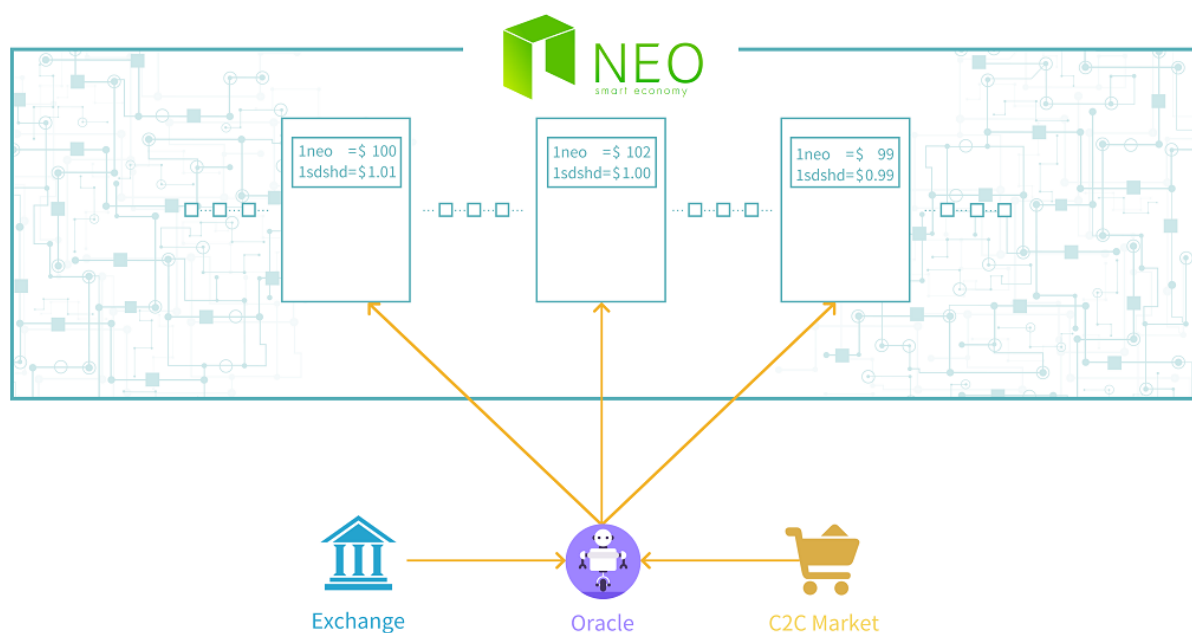 NEO
smart economy
1neo =$ 100
1sdshd=$1.01
1neo =$ 102
1sdshd=$1.00
1neo =$ 99
1sdshd=$0.99
Exchange
Oracle
C2C Market